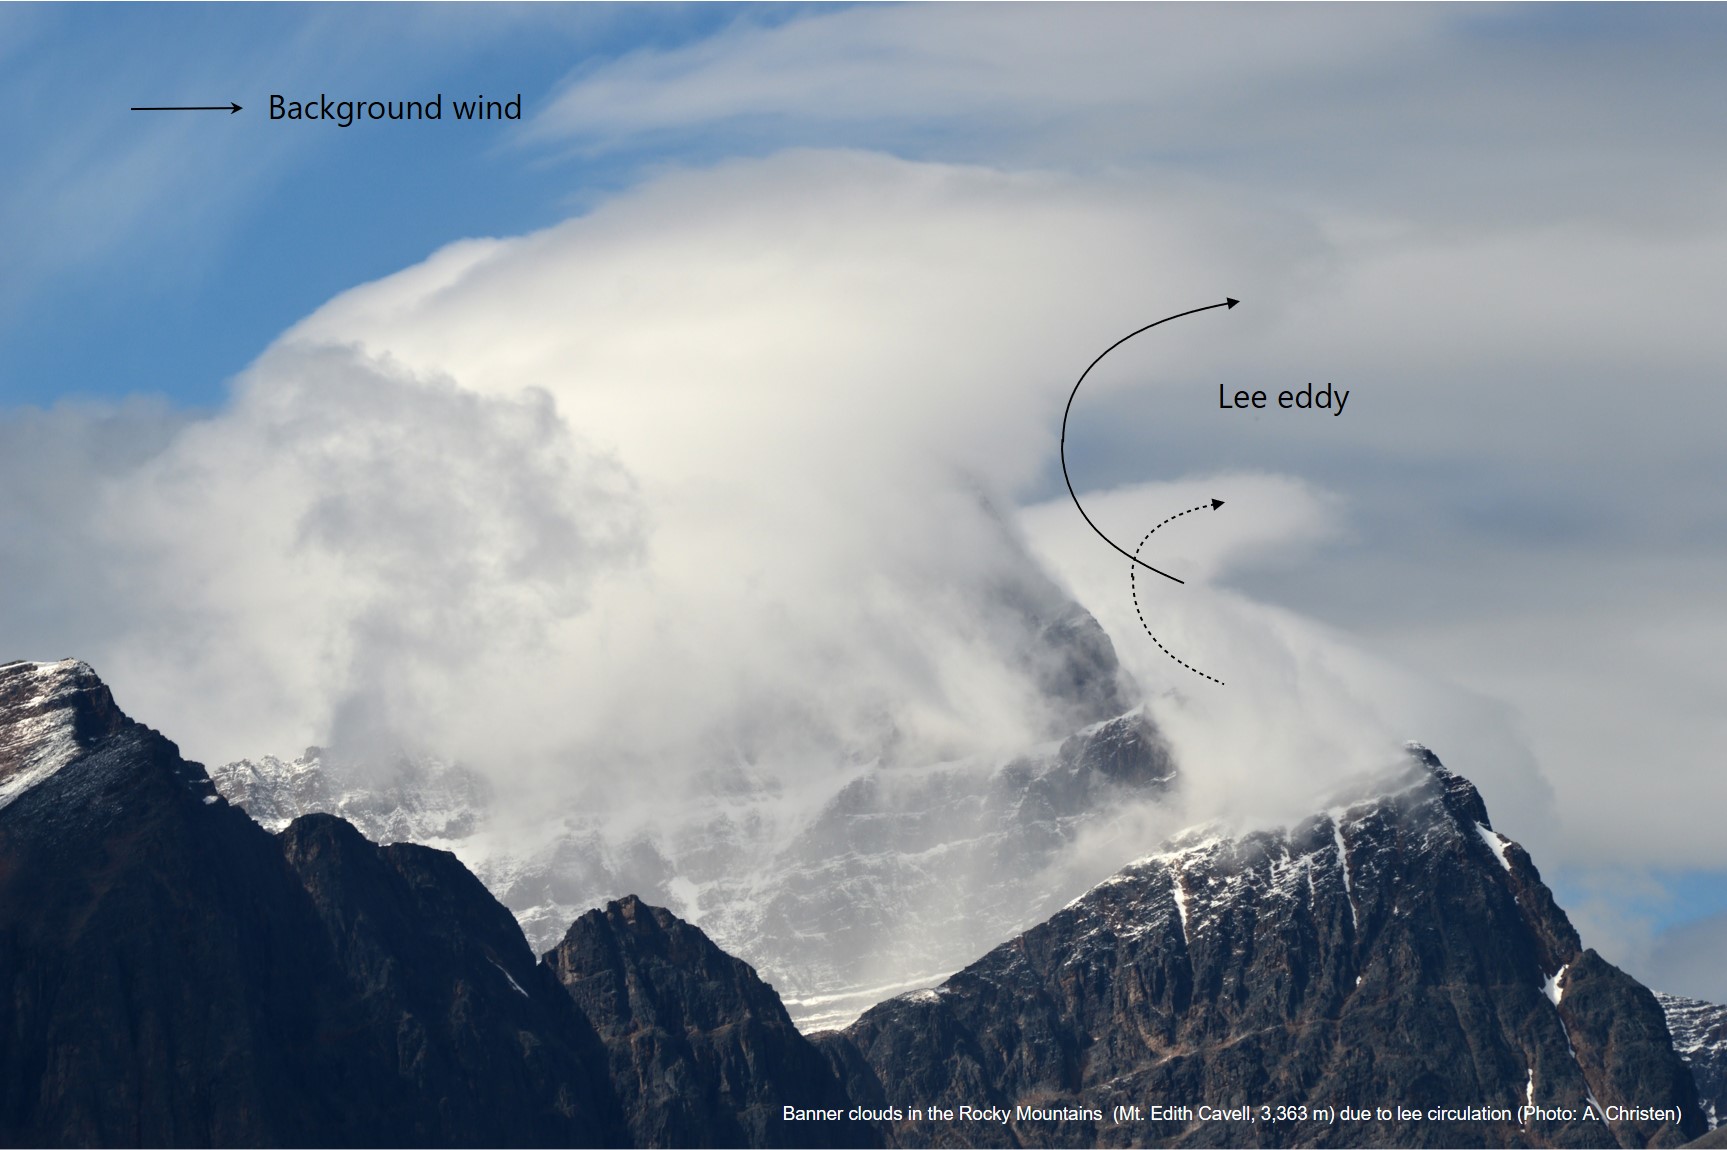 Background wind
Lee eddy
Banner clouds in the Rocky Mountains  (Mt. Edith Cavell, 3,363 m) due to lee circulation (Photo: A. Christen)